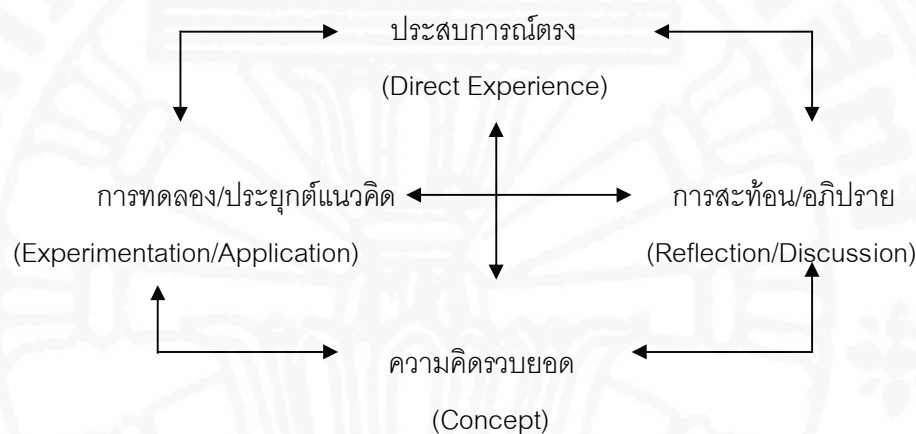 ประสบการณ์ตรง
(Direct Experience)
การทดลอง/ประยุกต์แนวคิด การสะท้อน/อภิปราย
(Experimentation/Application) (Reflection/Discussion)
ความคิดรวบยอด
(Concept)